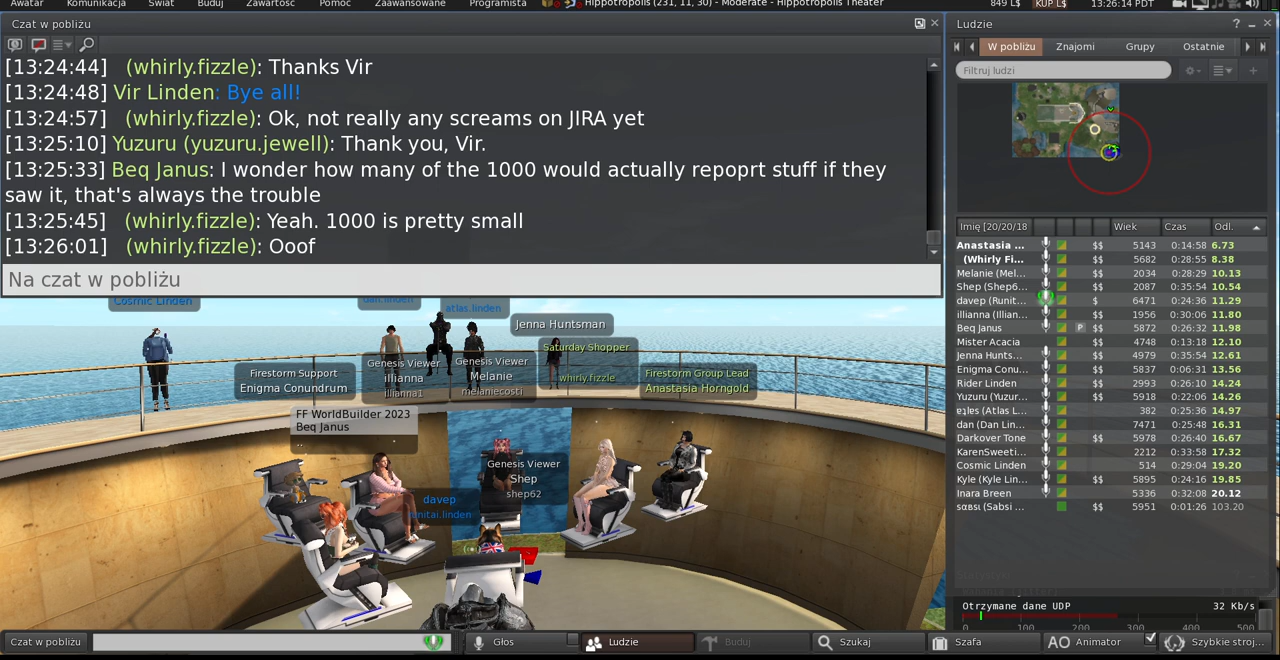 Awatar Komunikacja Świat Buduj Zawartość Pomoc Zaawansowane Programista Hippotropolis (231, 11, 30) - Moderate - Hippotropolis Theater 849 L$ KUP L$ 13:26:14 PDT
Czat w pobliżu
[13:24:44] (whirly.fizzle): Thanks Vir
[13:24:48] Vir Linden: Bye all!
[13:24:57] (whirly.fizzle): Ok, not really any screams on JIRA yet
[13:25:10] Yuzuru (yuzuru.jewell): Thank you, Vir.
[13:25:33] Beq Janus: I wonder how many of the 1000 would actually repoprt stuff if they
saw it, that's always the trouble
[13:25:45] (whirly.fizzle): Yeah. 1000 is pretty small
[13:26:01] (whirly.fizzle): Ooof
Na czat w pobliżu
Cosmic Linden
dan.linden
atlas.linden
Jenna Huntsman
Saturday Shopper
whirly.fizzle
Genesis Viewer
illianna
illianna1
Genesis Viewer
Melanie
melaniecosti
Firestorm Support
Enigma Conundrum
Firestorm Group Lead
Anastasia Horngold
FF WorldBuilder 2023
Beq Janus
Genesis Viewer
Shep
shep62
davep
Ludzie
W pobliżu Znajomi Grupy Ostatnie
Filtruj ludzi
Imię [20/20/18 Wiek Czas Odl.
Anastasia ... $$ 5143 0:14:58 6.73
(Whirly Fi... $$ 5682 0:28:55 8.38
Melanie (Mel... $$ 2034 0:28:29 10.13
Shep (Shep6... $$ 2087 0:35:54 10.54
davep (Runit... $ 6471 0:24:36 11.29
illianna (Illian... $$ 1956 0:30:06 11.80
Beq Janus P $$ 5872 0:26:32 11.98
Mister Acacia $$ 4748 0:13:18 12.10
Jenna Hunts... $$ 4979 0:35:54 12.61
Enigma Conu... $$ 5837 0:06:31 13.56
Rider Linden $$ 2993 0:26:10 14.24
Yuzuru (Yuzur... $$ 5918 0:22:06 14.26
(Atlas L... 382 0:25:36 14.97
dan (Dan Lin... 7471 0:25:48 16.31
Darkover Tone $$ 5978 0:26:40 16.67
KarenSweeti... 2212 0:33:58 17.32
Cosmic Linden 514 0:29:04 19.20
Kyle (Kyle Lin... $$ 5895 0:24:16 19.85
Inara Breen 5336 0:32:08 20.12
(Sabsi ... $$ 5951 0:01:26 103.20
Otrzymane dane UDP 32 Kb/s
0 100 200 300 400 500
Czat w pobliżu Głos Ludzie Buduj Szukaj Szafa AO Animator Szybkie stroj...